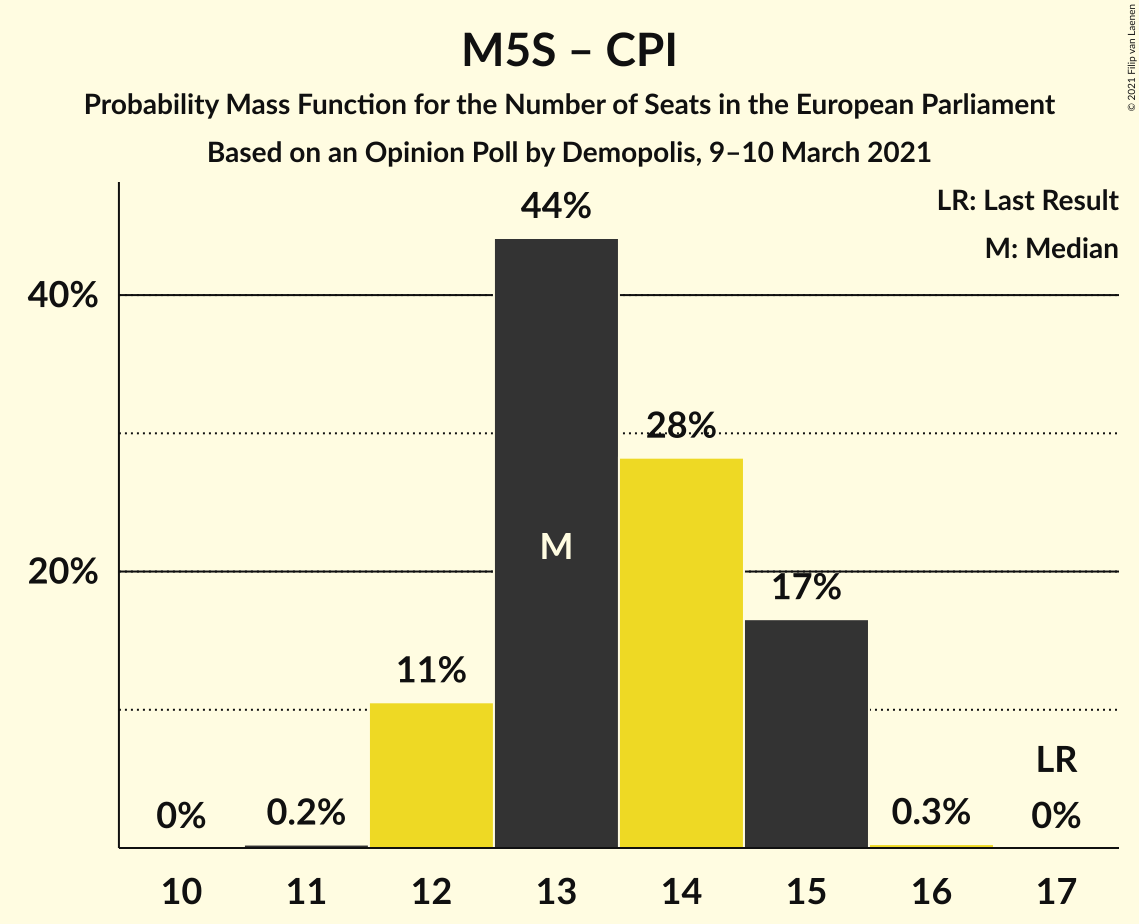 M5S – CPI
Probability Mass Function for the Number of Seats in the European Parliament
Based on an Opinion Poll by Demopolis, 9–10 March 2021
© 2021 Filip van Laenen
LR: Last Result
M: Median
44%
40%
28%
M
20%
17%
11%
LR
0%
0.2%
0.3%
0%
10 11 12 13 14 15 16 17